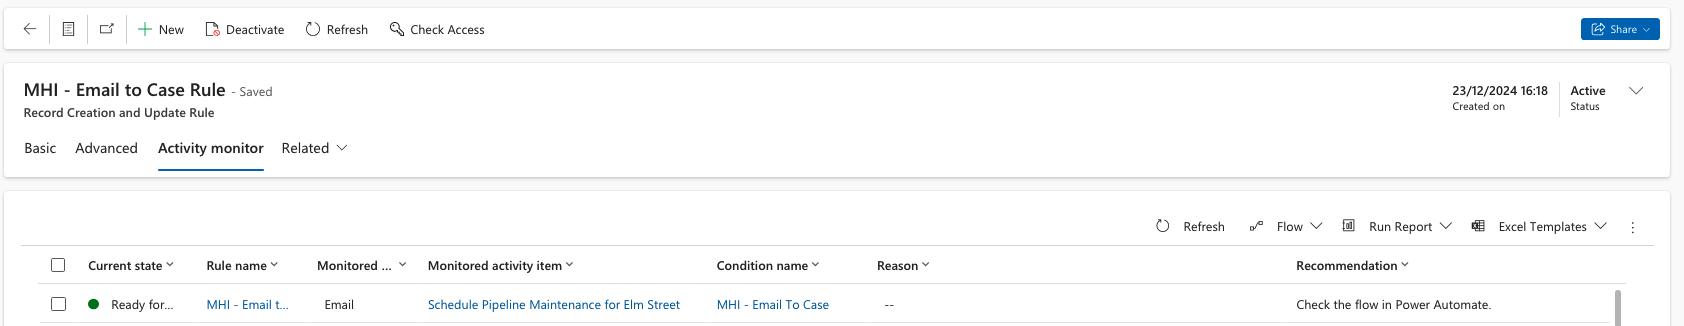 New Deactivate Refresh Check Access Share
MHI - Email to Case Rule - Saved
Record Creation and Update Rule
23/12/2024 16:18
Created on
Active
Status
Basic Advanced Activity monitor Related
Refresh Flow Run Report Excel Templates
Current state Rule name Monitored ... Monitored activity item Condition name Reason Recommendation
Ready for... MHI - Email t... Email Schedule Pipeline Maintenance for Elm Street MHI - Email To Case -- Check the flow in Power Automate.